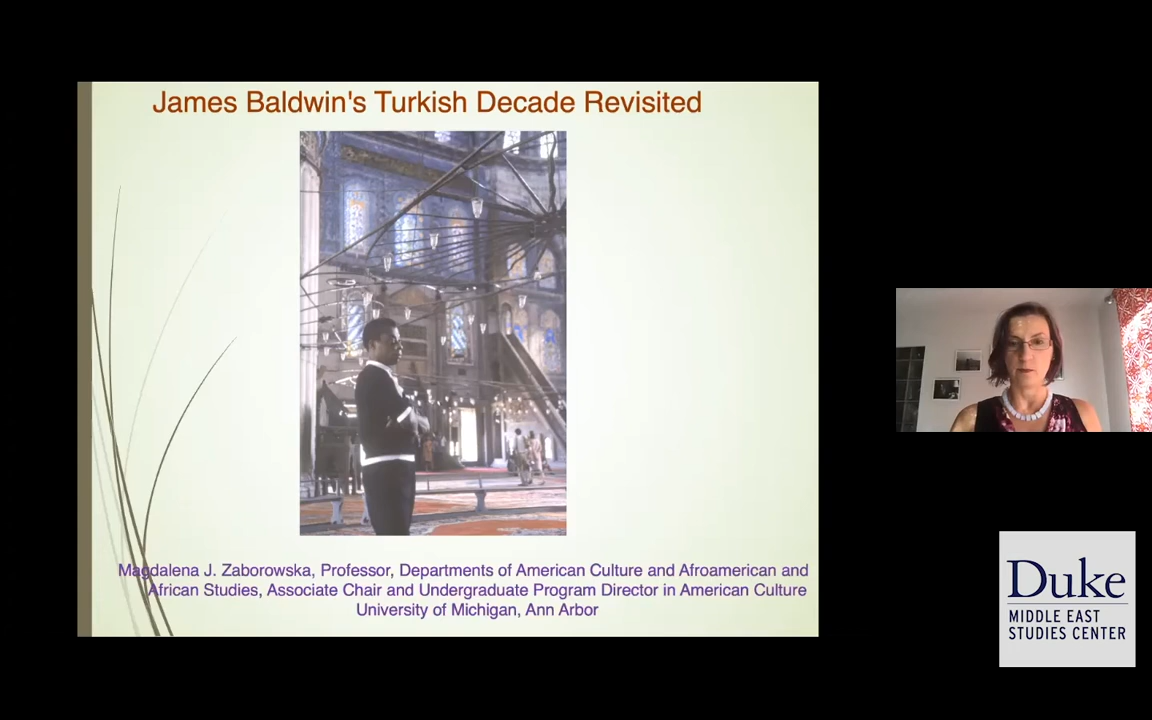 James Baldwin's Turkish Decade Revisited
Magdalena J. Zaborowska, Professor, Departments of American Culture and Afroamerican and
African Studies, Associate Chair and Undergraduate Program Director in American Culture
University of Michigan, Ann Arbor
Duke
MIDDLE EAST
STUDIES CENTER